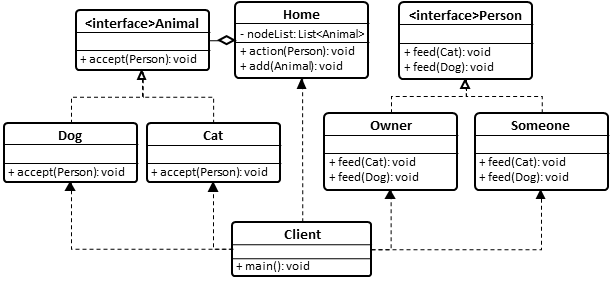 <interface>Animal
+ accept(Person): void
Home
- nodeList: List<Animal>
+ action(Person): void
+ add(Animal): void
<interface>Person
+ feed(Cat): void
+ feed(Dog): void
Dog
+ accept(Person): void
Cat
+ accept(Person): void
Owner
+ feed(Cat): void
+ feed(Dog): void
Someone
+ feed(Cat): void
+ feed(Dog): void
Client
+ main(): void